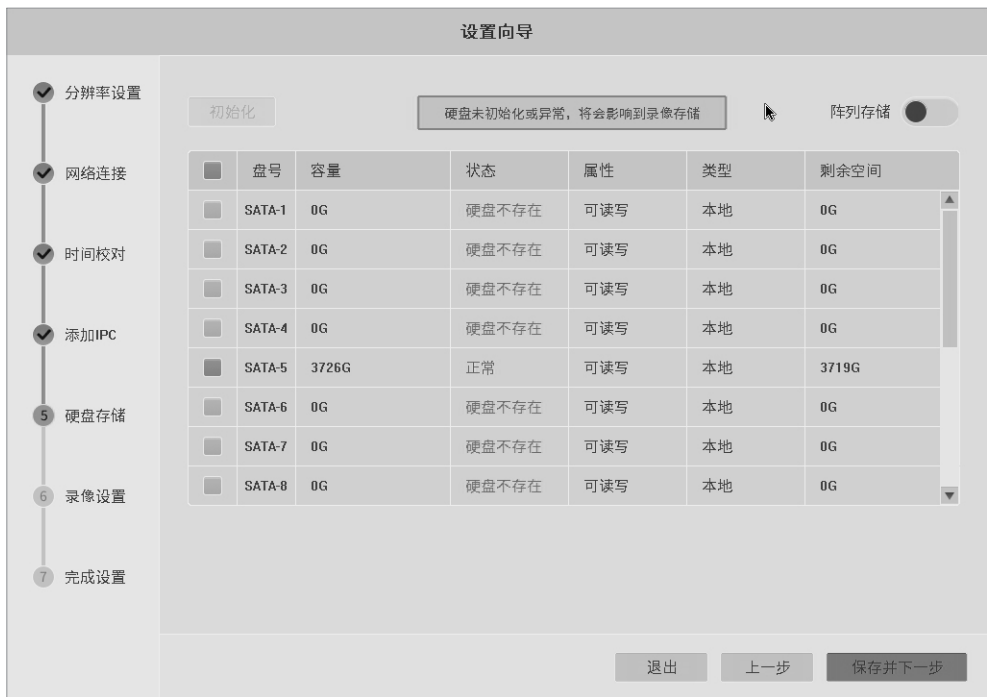 设置向导
分辨率设置
网络连接
时间校对
添加IPC
5 硬盘存储
6 录像设置
7 完成设置
初始化 硬盘未初始化或异常，将会影响到录像存储 阵列存储
盘号 容量 状态 属性 类型 剩余空间
SATA-1 0G 硬盘不存在 可读写 本地 0G
SATA-2 0G 硬盘不存在 可读写 本地 0G
SATA-3 0G 硬盘不存在 可读写 本地 0G
SATA-4 0G 硬盘不存在 可读写 本地 0G
SATA-5 3726G 正常 可读写 本地 3719G
SATA-6 0G 硬盘不存在 可读写 本地 0G
SATA-7 0G 硬盘不存在 可读写 本地 0G
SATA-8 0G 硬盘不存在 可读写 本地 0G
退出 上一步 保存并下一步